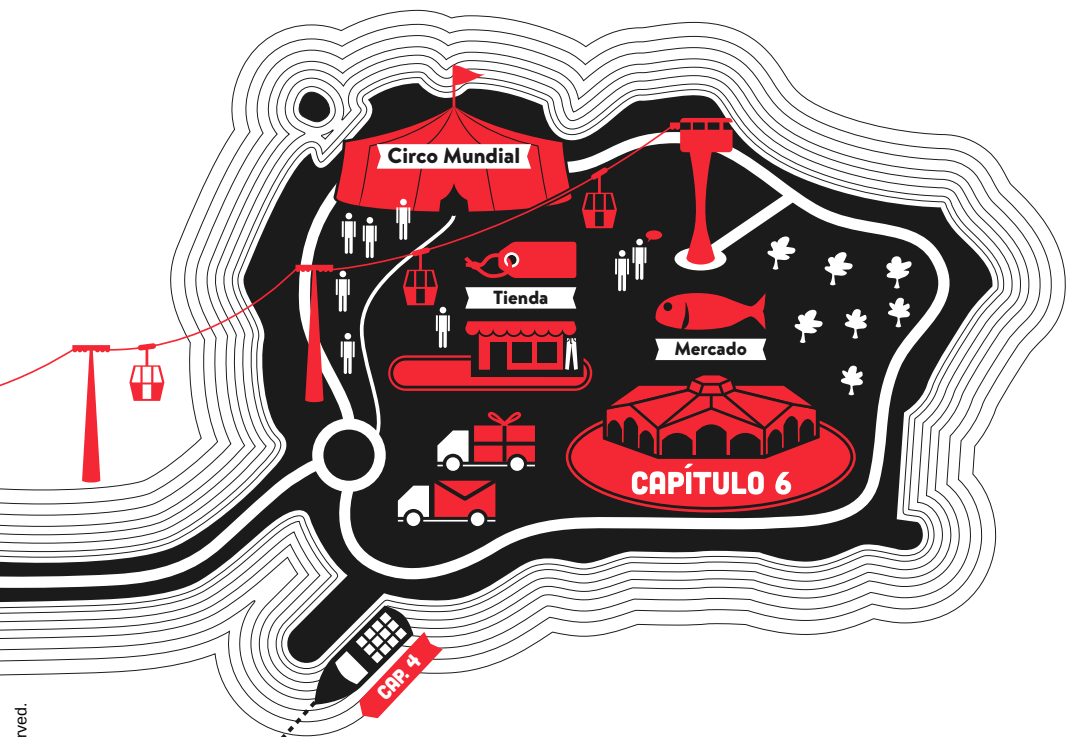 Circo Mundial
Tienda
Mercado
CAPÍTULO 6
CAP. 4
rved.